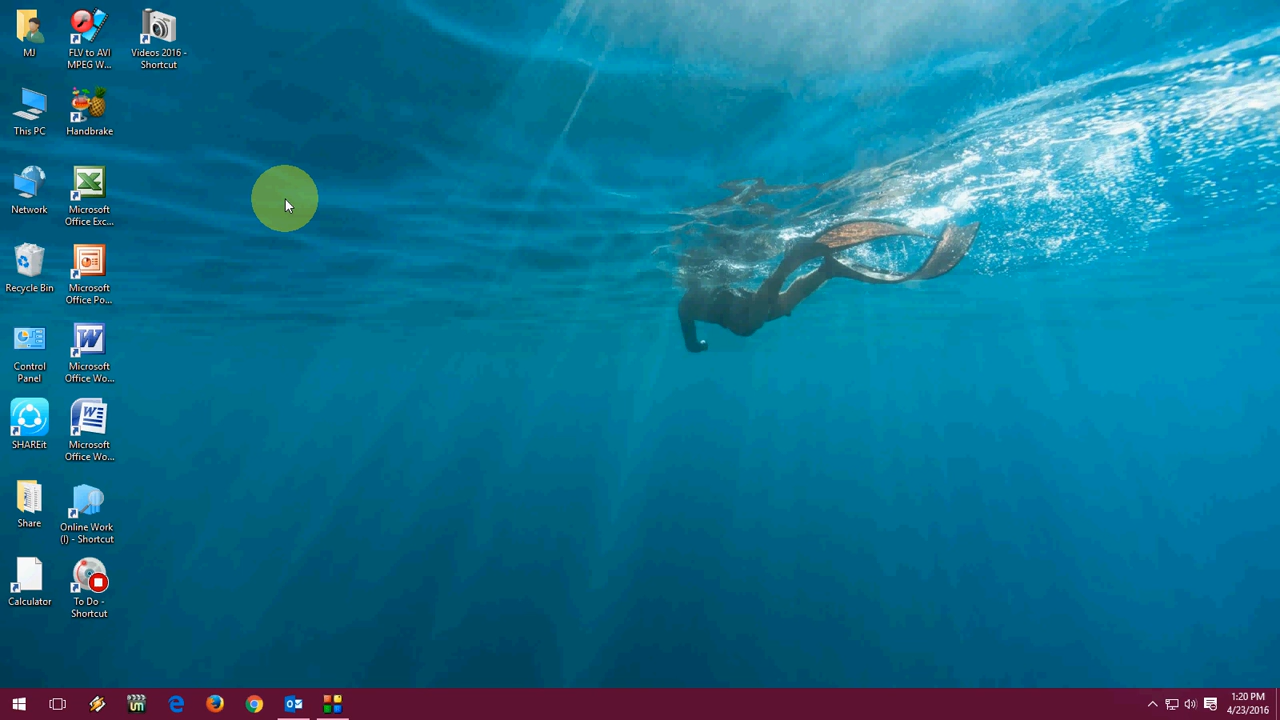 MJ
FLV to AVI
MPEG W...
Videos 2016 -
Shortcut
This PC
Handbrake
Network
Microsoft
Office Exc...
Recycle Bin
Microsoft
Office Po...
Control
Panel
Microsoft
Office Wo...
SHAREit
Microsoft
Office Wo...
Share
Online Work
(I) - Shortcut
Calculator
To Do -
Shortcut
1:20 PM
4/23/2016